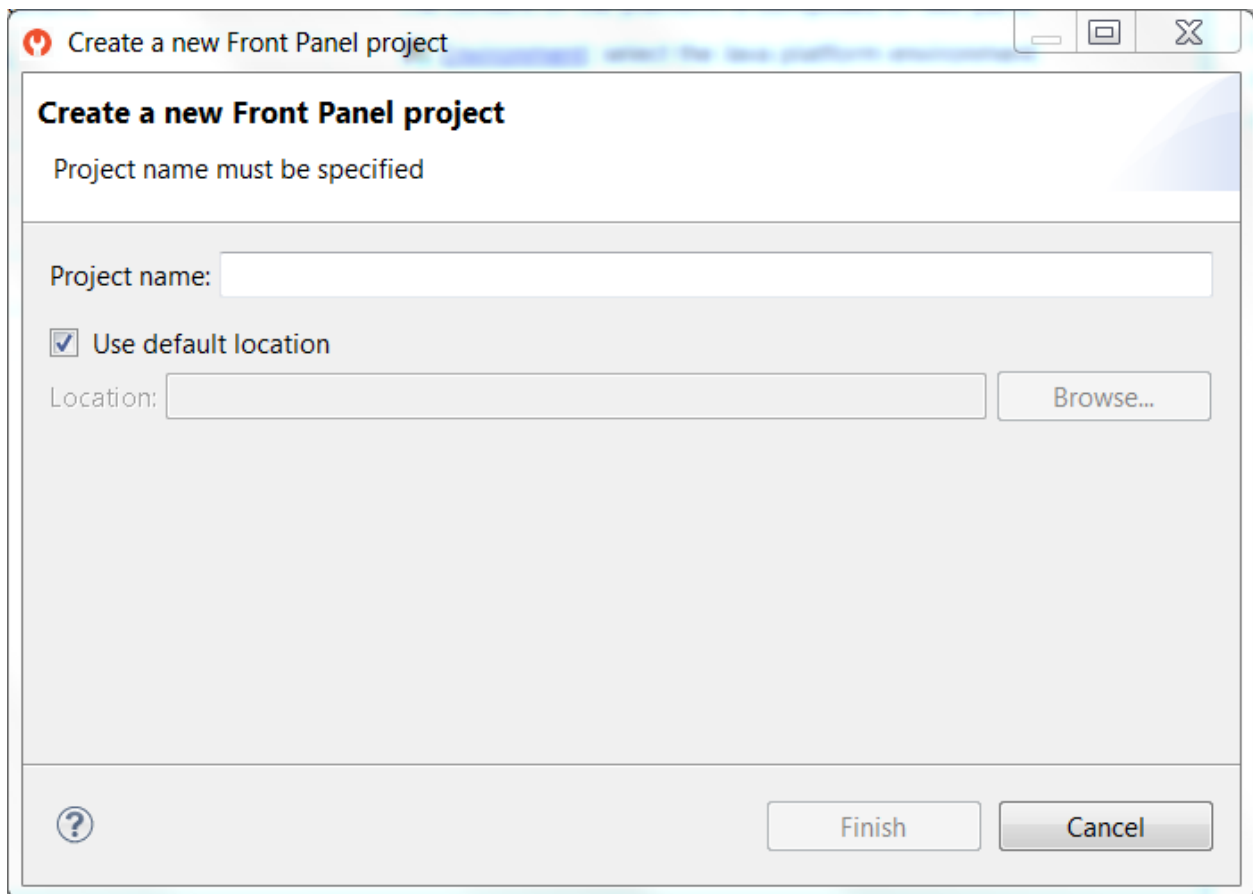 Create a new Front Panel project
Create a new Front Panel project
Project name must be specified
Project name:
Use default location
Location: Browse...
Finish Cancel